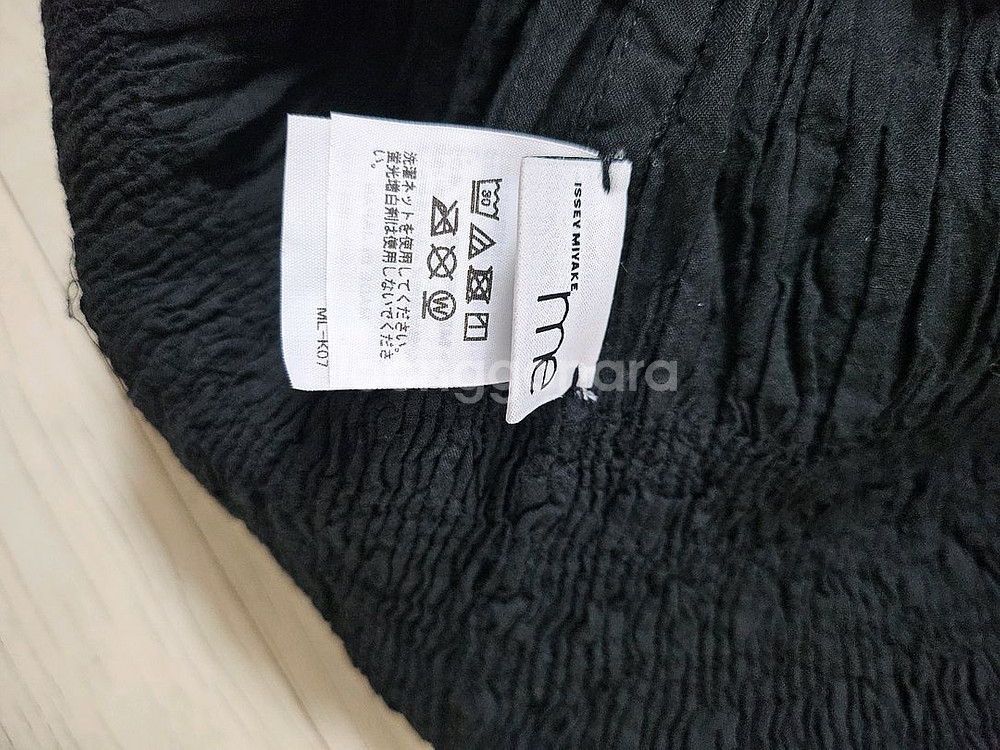 ISSEY MIYAKE
me
30
W
洗濯ネットを使用してください。
蛍光増白剤は使用しないでくださ
い。
ML-K07